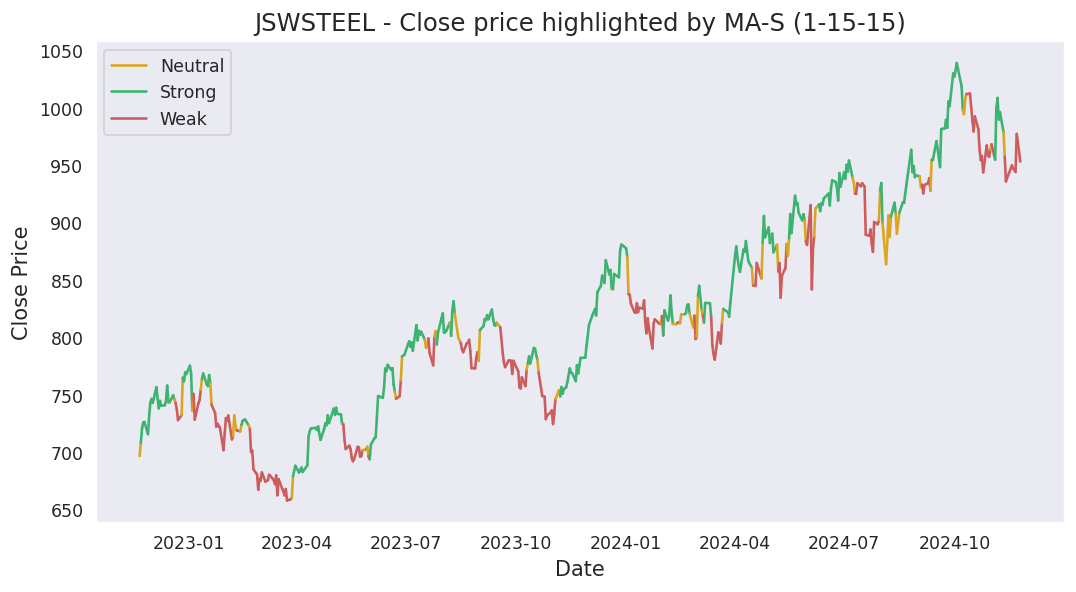 JSWSTEEL - Close price highlighted by MA-S (1-15-15)
Neutral
Strong
Weak
Close Price
1050
1000
950
900
850
800
750
700
650
2023-01 2023-04 2023-07 2023-10 2024-01 2024-04 2024-07 2024-10
Date